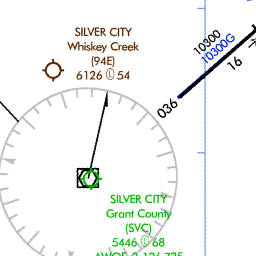 SILVER CITY
Whiskey Creek
(94E)
6126 L 54
10300
10300G
16
036
SILVER CITY
Grant County
(SVC)
5446 L 68